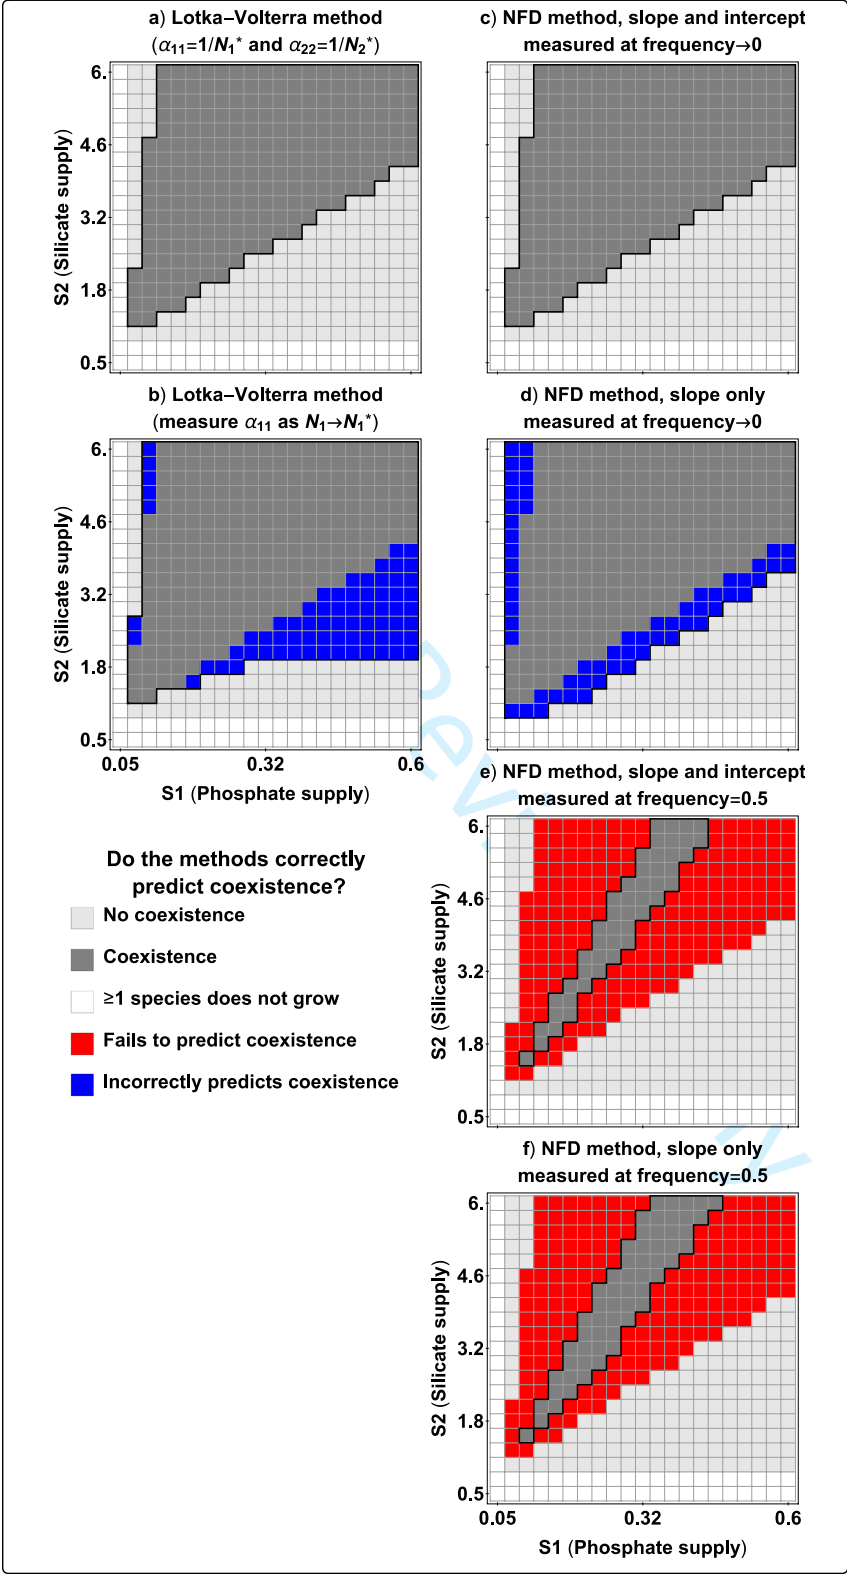 a) Lotka–Volterra method
(α11=1/N1* and α22=1/N2*)
6.
4.6
3.2
1.8
0.5
S2 (Silicate supply)
c) NFD method, slope and intercept
measured at frequency→0
b) Lotka–Volterra method
(measure α11 as N1→N1*)
6.
4.6
3.2
1.8
0.5
S2 (Silicate supply)
0.05
0.32
0.6
S1 (Phosphate supply)
d) NFD method, slope only
measured at frequency→0
e) NFD method, slope and intercept
measured at frequency=0.5
6.
4.6
3.2
1.8
0.5
S2 (Silicate supply)
Do the methods correctly
predict coexistence?
No coexistence
Coexistence
≥1 species does not grow
Fails to predict coexistence
Incorrectly predicts coexistence
f) NFD method, slope only
measured at frequency=0.5
6.
4.6
3.2
1.8
0.5
S2 (Silicate supply)
0.05
0.32
0.6
S1 (Phosphate supply)